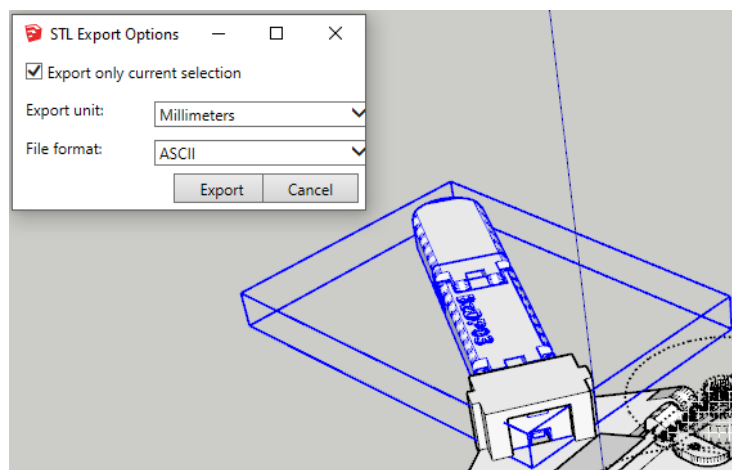 STL Export Options
Export only current selection
Export unit: Millimeters
File format: ASCII
Export Cancel